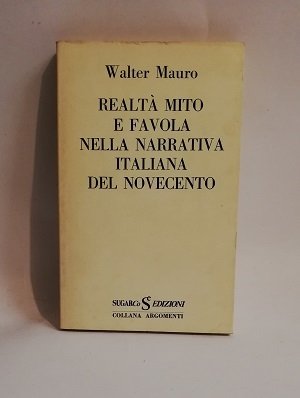 Walter Mauro
REALTÀ MITO
E FAVOLA
NELLA NARRATIVA
ITALIANA
DEL NOVECENTO
SUGARCo S EDIZIONI
COLLANA ARGOMENTI